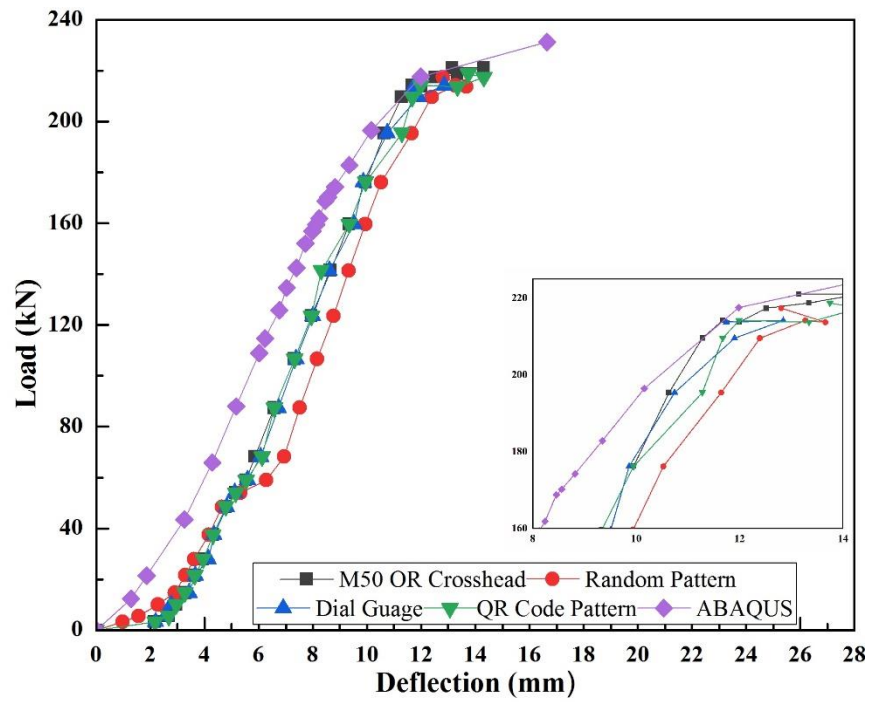 240
200
160
120
80
40
0
Load (kN)
220
200
180
160
8 10 12 14
M50 OR Crosshead Random Pattern
Dial Guage QR Code Pattern ABAQUS
0 2 4 6 8 10 12 14 16 18 20 22 24 26 28
Deflection (mm)